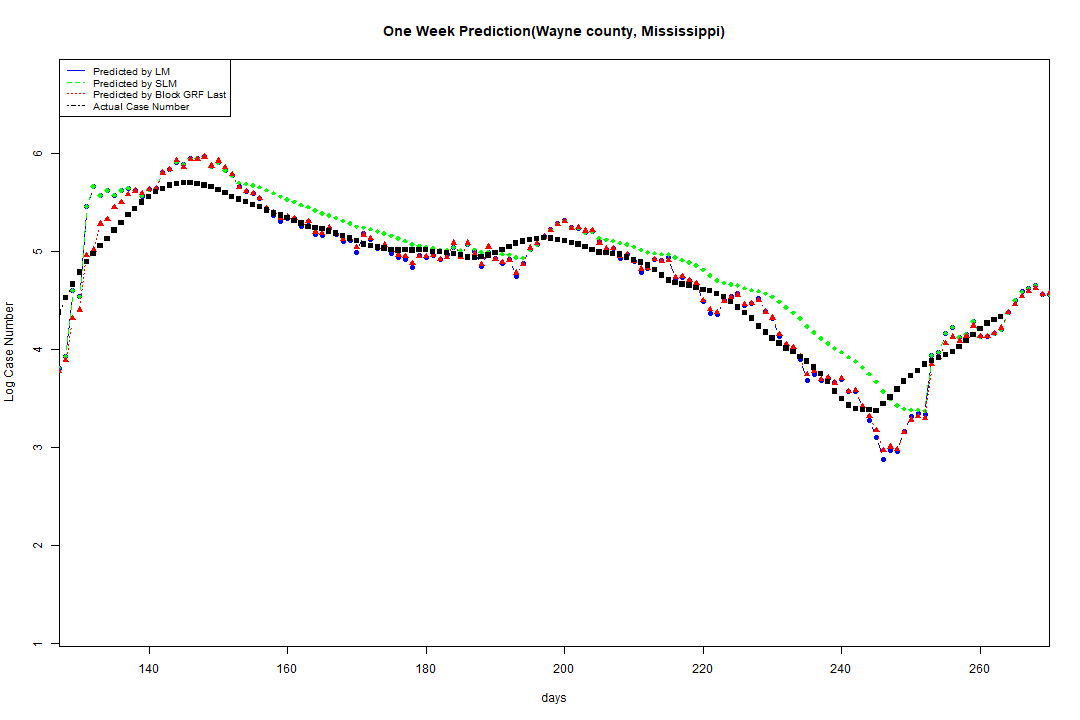 One Week Prediction(Wayne county, Mississippi)
Predicted by LM
Predicted by SLM
Predicted by Block GRF Last
Actual Case Number
6
5
4
3
2
1
Log Case Number
140 160 180 200 220 240 260
days